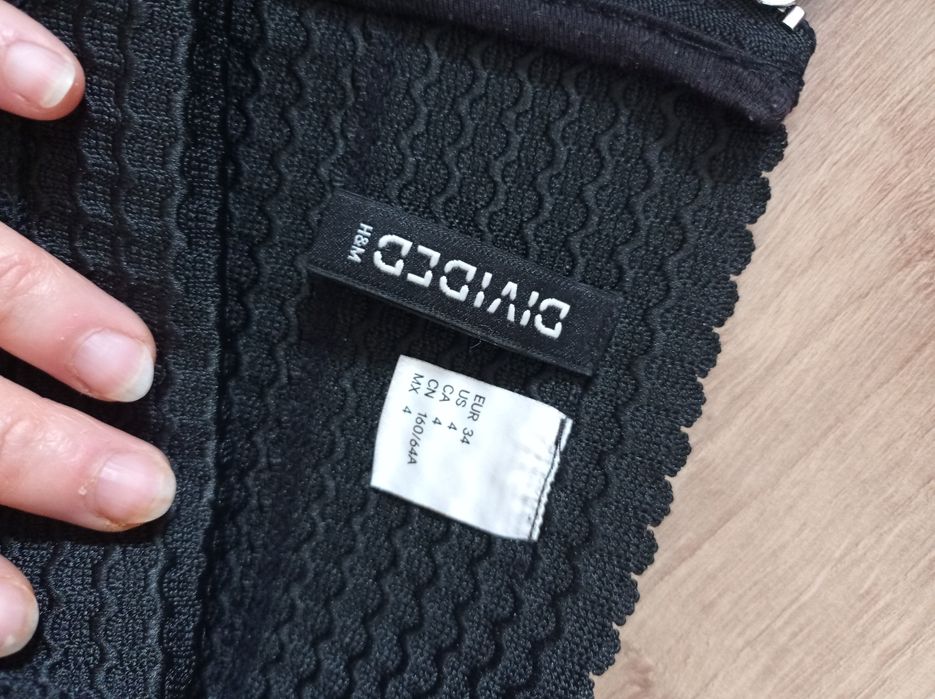 DIVIDED
H&M
EUR 34
US 4
CA 4
CN 160/64A
MX 4